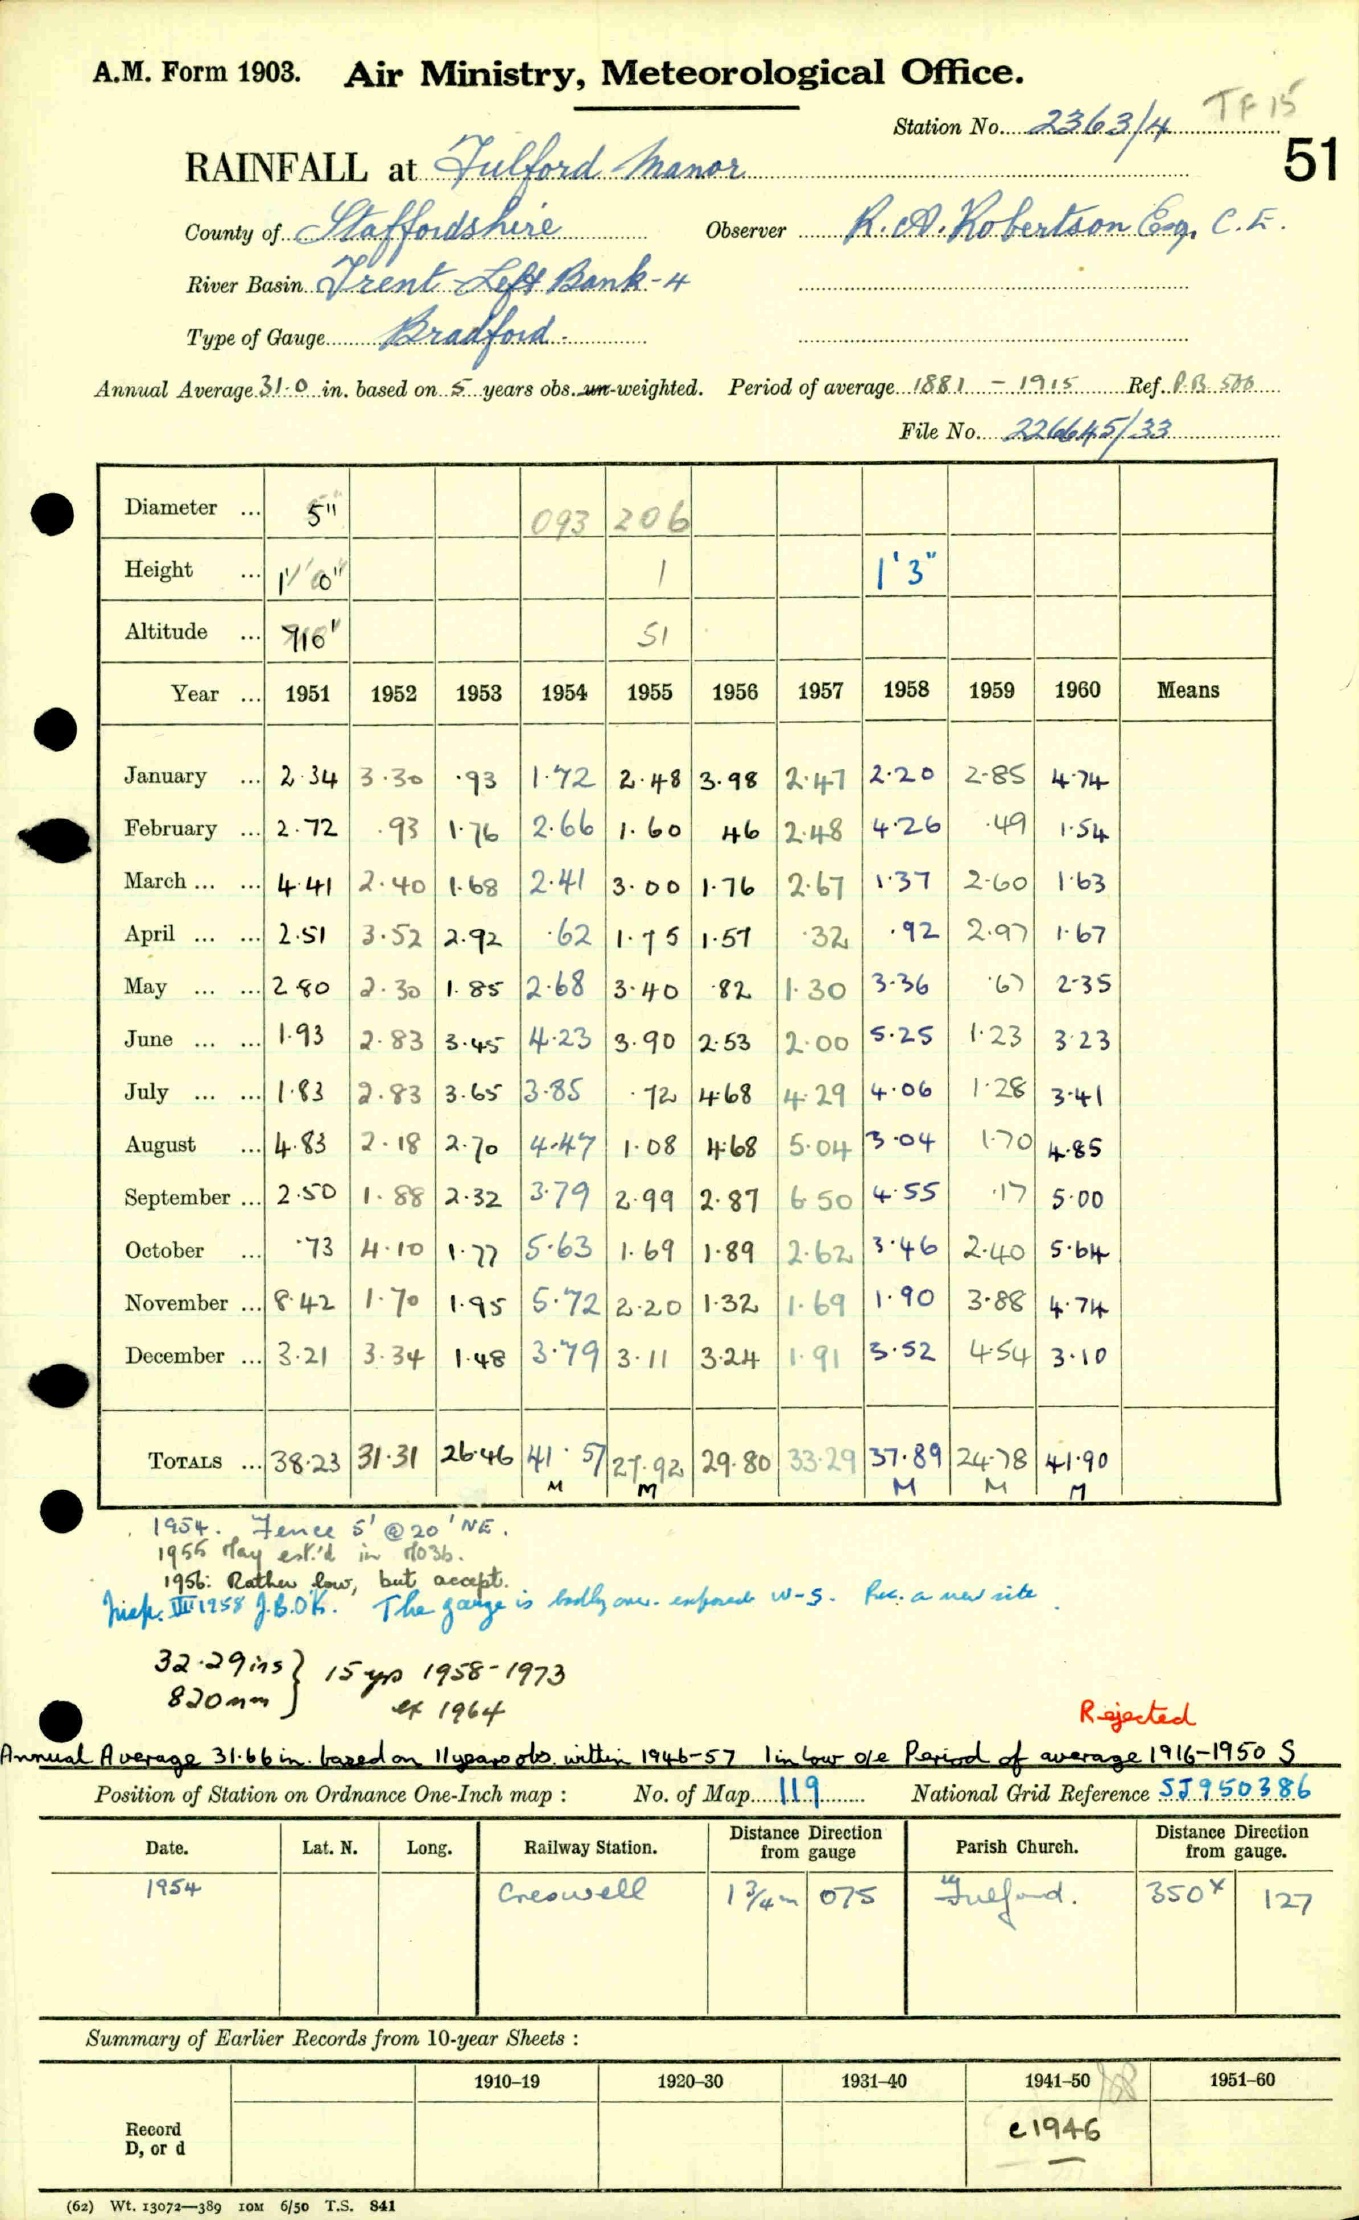 A.M. Form 1903. Air Ministry, Meteorological Office.
TF15
Station No. 2363/4
51
RAINFALL at Fulford Manor
County of Staffordshire Observer R. A. Robertson Esq. C.E.
River Basin Trent Left Bank-4
Type of Gauge Bradford.
Annual Average 31.0 in. based on 5 years obs. un-weighted. Period of average 1881 - 1915 Ref. P.B. 500
File No. 226645/33
Diameter ... 5" 093 206
Height ... 1'0" 1 1'3"
Altitude ... 710' 51
Year ... 1951 1952 1953 1954 1955 1956 1957 1958 1959 1960 Means
January ... 2.34 3.30 .93 1.72 2.48 3.98 2.47 2.20 2.85 4.74
February ... 2.72 .93 1.76 2.66 1.60 46 2.48 4.26 .49 1.54
March ... ... 4.41 2.40 1.68 2.41 3.00 1.76 2.67 1.37 2.60 1.63
April ... ... 2.51 3.52 2.92 .62 1.75 1.57 .32 .92 2.97 1.67
May ... ... 2.80 2.30 1.85 2.68 3.40 .82 1.30 3.36 .67 2.35
June ... ... 1.93 2.83 3.45 4.23 3.90 2.53 2.00 5.25 1.23 3.23
July ... ... 1.83 2.83 3.65 3.85 .72 4.68 4.29 4.06 1.28 3.41
August ... 4.83 2.18 2.70 4.47 1.08 4.68 5.04 3.04 1.70 4.85
September ... 2.50 1.88 2.32 3.79 2.99 2.87 6.50 4.55 .17 5.00
October ... .73 4.10 1.77 5.63 1.69 1.89 2.62 3.46 2.40 5.64
November ... 8.42 1.70 1.95 5.72 2.20 1.32 1.69 1.90 3.88 4.74
December ... 3.21 3.34 1.48 3.79 3.11 3.24 1.91 3.52 4.54 3.10
TOTALS ... 38.23 31.31 26.46 41.57 27.92 29.80 33.29 37.89 24.78 41.90
M M M M M
1954. Fence 5' @ 20' NE.
1955 May est'd in MO3b.
1956: Rather low, but accept.
Insp. VII 1958 J.B.O'K. The gauge is badly over-exposed W-S. Rec. a new site.
32.29 ins } 15 yrs 1958-1973
820mm } ex 1964
Rejected
Annual Average 31.66 in. based on 11 years obs. within 1946-57 1 in low o/e Period of average 1916-1950 S
Position of Station on Ordnance One-Inch map : No. of Map 119 National Grid Reference SJ950386
Date. Lat. N. Long. Railway Station. Distance from Direction gauge Parish Church. Distance from Direction gauge.
1954 Creswell 1 3/4 m 075 Fulford. 350x 127
Summary of Earlier Records from 10-year Sheets :
1910–19 1920–30 1931–40 1941–50 1951–60
Record
D, or d
c1946
(62) Wt. 13072—389 10M 6/50 T.S. 841